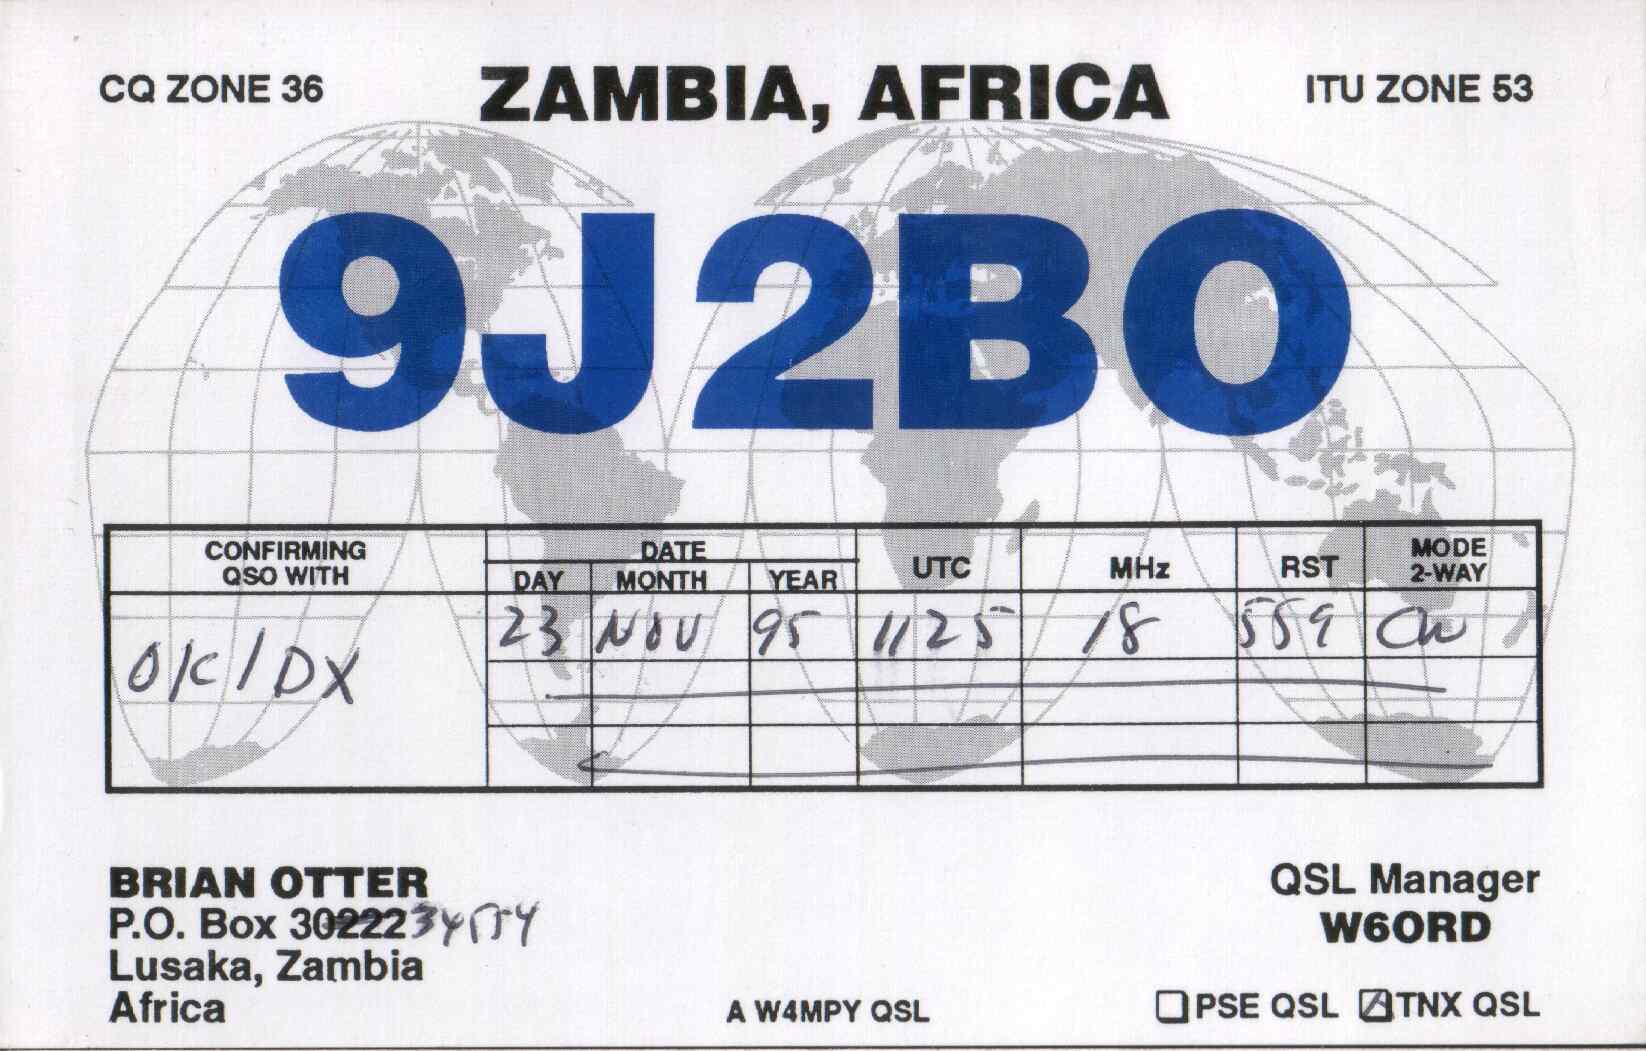 CQ ZONE 36 ZAMBIA, AFRICA ITU ZONE 53
9J2BO
CONFIRMING QSO WITH DATE DAY MONTH YEAR UTC MHz RST MODE 2-WAY
OK/DX 23 NOV 95 1125 18 559 CW
BRIAN OTTER
P.O. Box 30222
Lusaka, Zambia
Africa
QSL Manager
W6ORD
A W4MPY QSL
PSE QSL TNX QSL